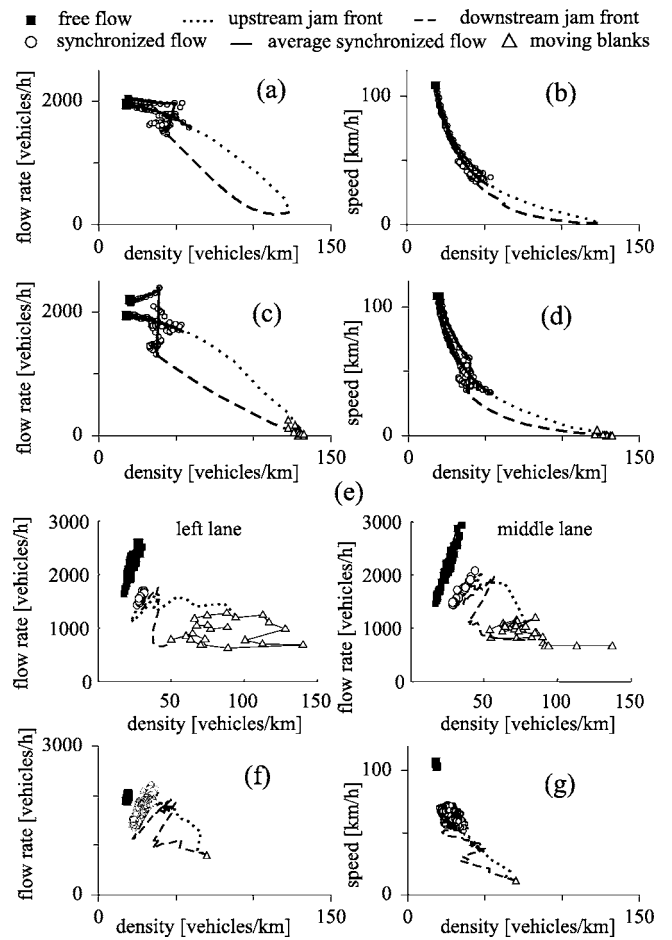 free flow upstream jam front downstream jam front
synchronized flow average synchronized flow moving blanks
(a) (b)
flow rate [vehicles/h] 2000 0
speed [km/h] 100 0
0 150 0 150
density [vehicles/km] density [vehicles/km]
(c) (d)
flow rate [vehicles/h] 2000 0
speed [km/h] 100 0
0 150 0 150
density [vehicles/km] density [vehicles/km]
(e)
left lane middle lane
flow rate [vehicles/h] 3000 2000 1000 0
flow rate [vehicles/h] 3000 2000 1000 0
50 100 150 0 50 100 150
density [vehicles/km] density [vehicles/km]
(f) (g)
flow rate [vehicles/h] 3000 0
speed [km/h] 100 0
0 150 0 150
density [vehicles/km] density [vehicles/km]